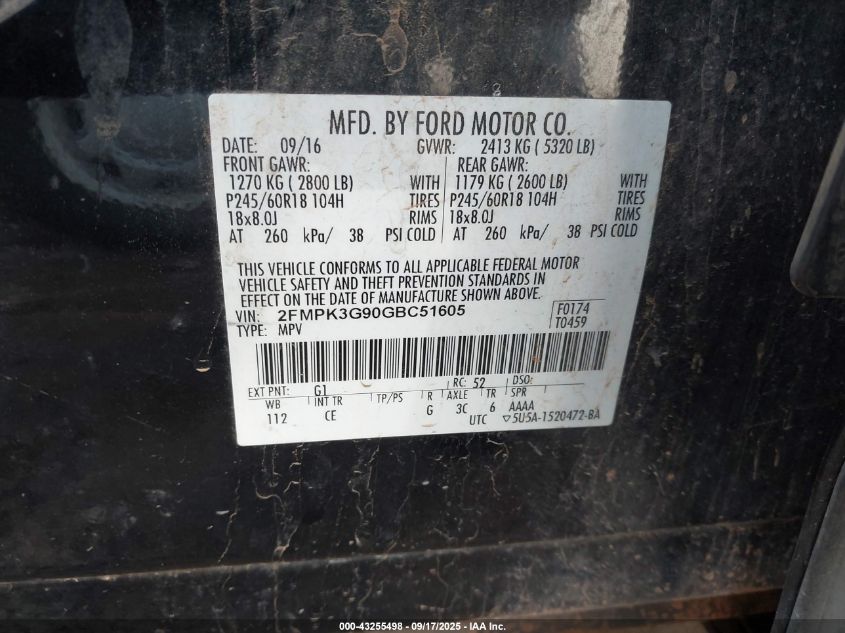 MFD. BY FORD MOTOR CO.
DATE: 09/16 GVWR: 2413 KG ( 5320 LB)
FRONT GAWR: REAR GAWR:
1270 KG ( 2800 LB) WITH 1179 KG ( 2600 LB) WITH
P245/60R18 104H TIRES P245/60R18 104H TIRES
18x8.0J RIMS 18x8.0J RIMS
AT 260 kPa/ 38 PSI COLD AT 260 kPa/ 38 PSI COLD
THIS VEHICLE CONFORMS TO ALL APPLICABLE FEDERAL MOTOR
VEHICLE SAFETY AND THEFT PREVENTION STANDARDS IN
EFFECT ON THE DATE OF MANUFACTURE SHOWN ABOVE.
VIN: 2FMPK3G90GBC51605 F0174
TYPE: MPV T0459
EXT PNT: G1 RC: 52 DSO:
WB INT TR TP/PS R AXLE TR SPR
112 CE G 3C 6 AAAA
UTC ▽5U5A-1520472-BA
000-43255498 - 09/17/2025 - IAA Inc.